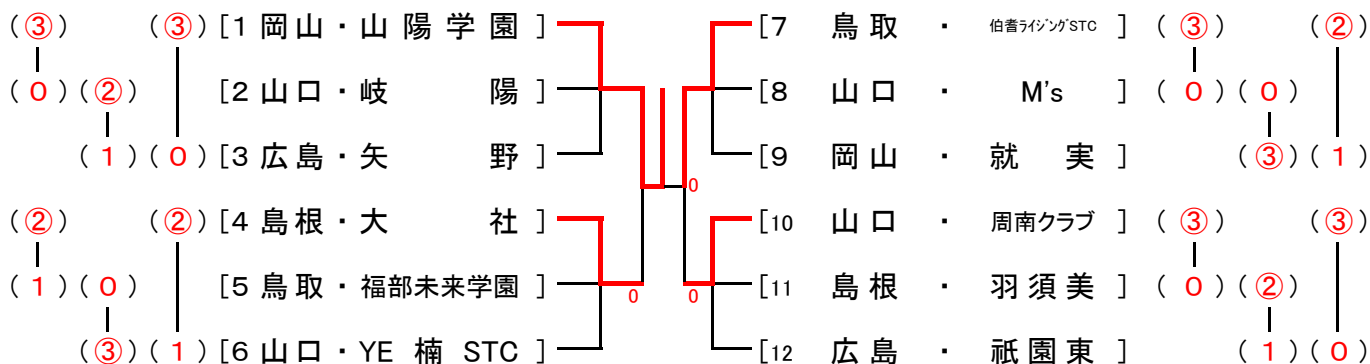 (③) (③) [1 岡山・山陽学園 ] [7 鳥取 ・ 伯耆ライジングSTC ] (③) (②)
(0)(②) [2 山口・岐 陽 ] [8 山口 ・ M's ] (0)(0)
(1)(0)[3 広島・矢 野 ] [9 岡山 ・ 就 実 ] (③)(1)
0
(②) (②)[4 島根・大 社 ] [10 山口 ・ 周南クラブ ] (③) (③)
(1)(0) [5 鳥取・福部未来学園 ] 0 0 [11 島根 ・ 羽須美 ] (0)(②)
(③)(1)[6 山口・YE 楠 STC ] [12 広島 ・ 祇園東 ] (1)(0)